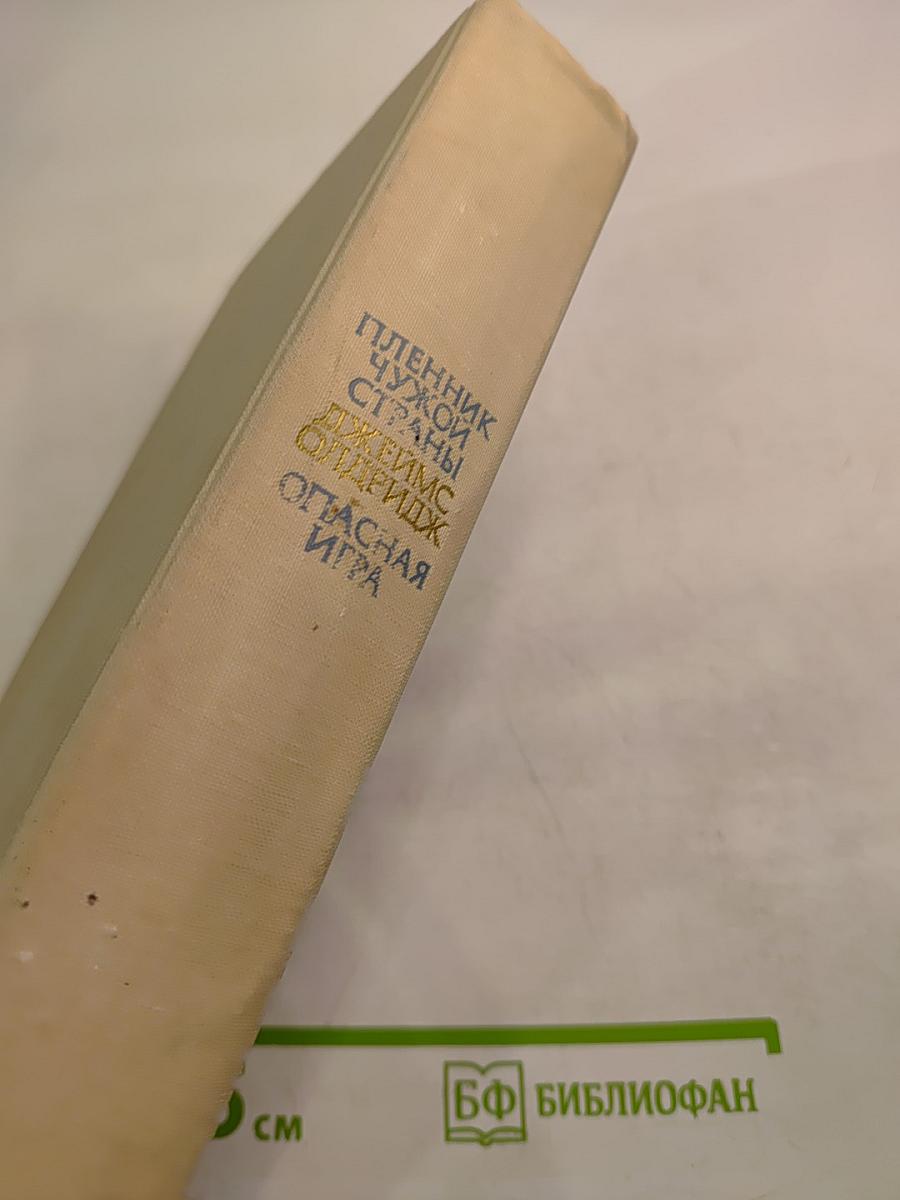 ПЛЕННИК
ЧУЖОЙ
СТРАНЫ
ДЖЕЙМС
ОЛДРИДЖ
ОПАСНАЯ
ИГРА
см
БФ БИБЛИОФАН